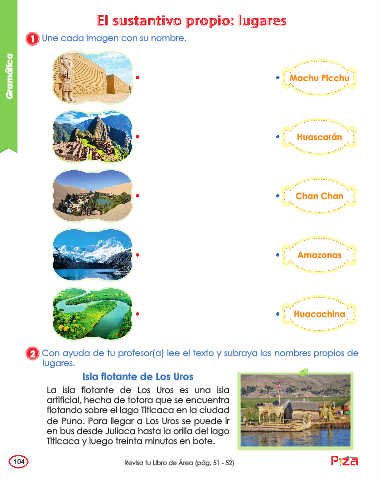 El sustantivo propio: lugares
1 Une cada imagen con su nombre.
Gramática
Machu Picchu
Huascarán
Chan Chan
Amazonas
Huacachina
2 Con ayuda de tu profesor(a) lee el texto y subraya los nombres propios de
lugares.
Isla flotante de Los Uros
La isla flotante de Los Uros es una isla
artificial, hecha de totora que se encuentra
flotando sobre el lago Titicaca en la ciudad
de Puno. Para llegar a Los Uros se puede ir
en bus desde Juliaca hasta la orilla del lago
Titicaca y luego treinta minutos en bote.
104
Revisa tu Libro de Área (pág. 51 - 52)